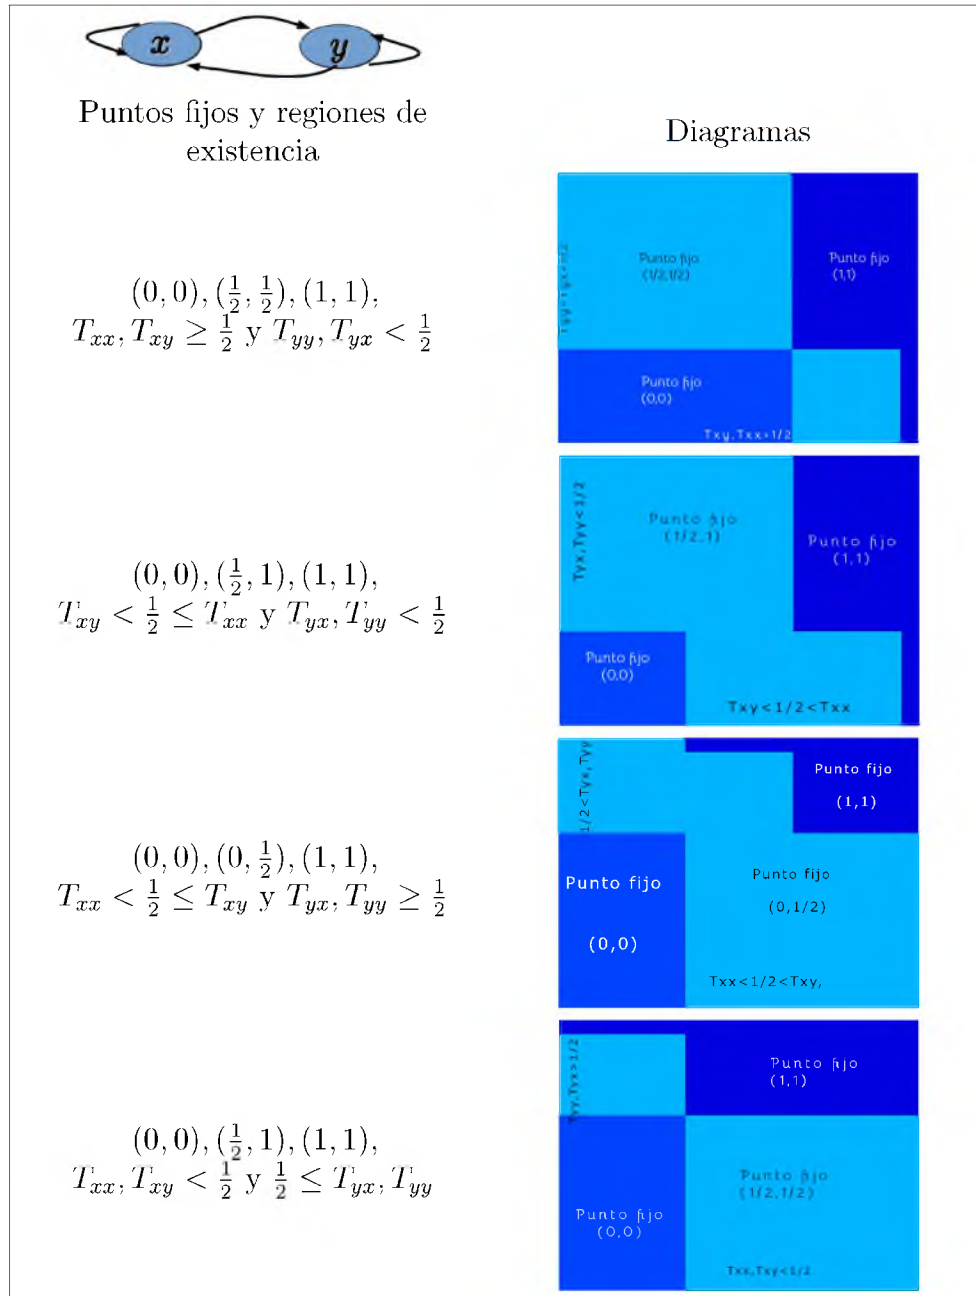 x y
Puntos fijos y regiones de
existencia
Diagramas
(0, 0), (1/2, 1/2), (1, 1),
T_xx, T_xy ≥ 1/2 y T_yy, T_yx < 1/2
Punto fijo
(1/2,1/2)
Punto fijo
(1,1)
Punto fijo
(0,0)
Txy,Txx>1/2
(0, 0), (1/2, 1), (1, 1),
T_xy < 1/2 ≤ T_xx y T_yx, T_yy < 1/2
Tyx,Tyy<1/2
Punto fijo
(1/2,1)
Punto fijo
(1,1)
Punto fijo
(0,0)
Txy<1/2<Txx
(0, 0), (0, 1/2), (1, 1),
T_xx < 1/2 ≤ T_xy y T_yx, T_yy ≥ 1/2
1/2<Tyx,Tyy
Punto fijo
(1,1)
Punto fijo
(0,0)
Punto fijo
(0,1/2)
Txx<1/2<Txy,
(0, 0), (1/2, 1), (1, 1),
T_xx, T_xy < 1/2 y 1/2 ≤ T_yx, T_yy
Tyy,Tyx>1/2
Punto fijo
(1,1)
Punto fijo
(1/2,1/2)
Punto fijo
(0,0)
Txx,Txy<1/2